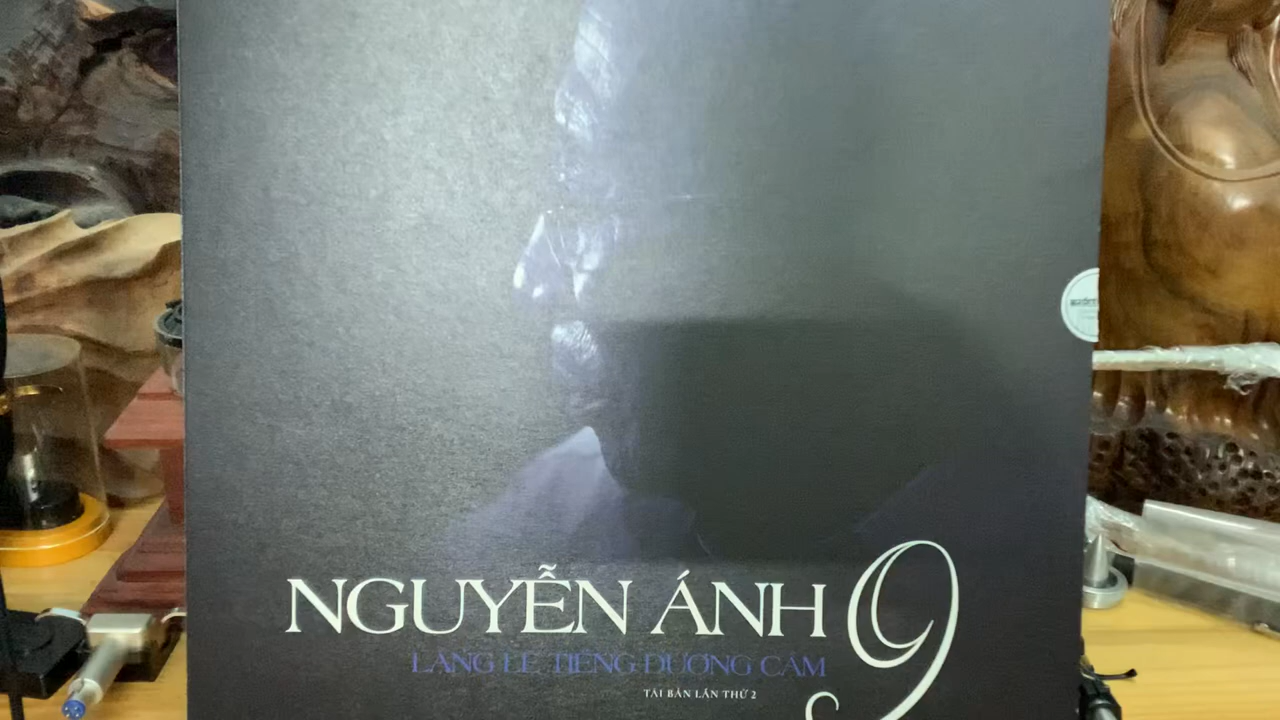 NGUYỄN ÁNH 9
LẶNG LẼ TIẾNG DƯƠNG CẦM
TÁI BẢN LẦN THỨ 2